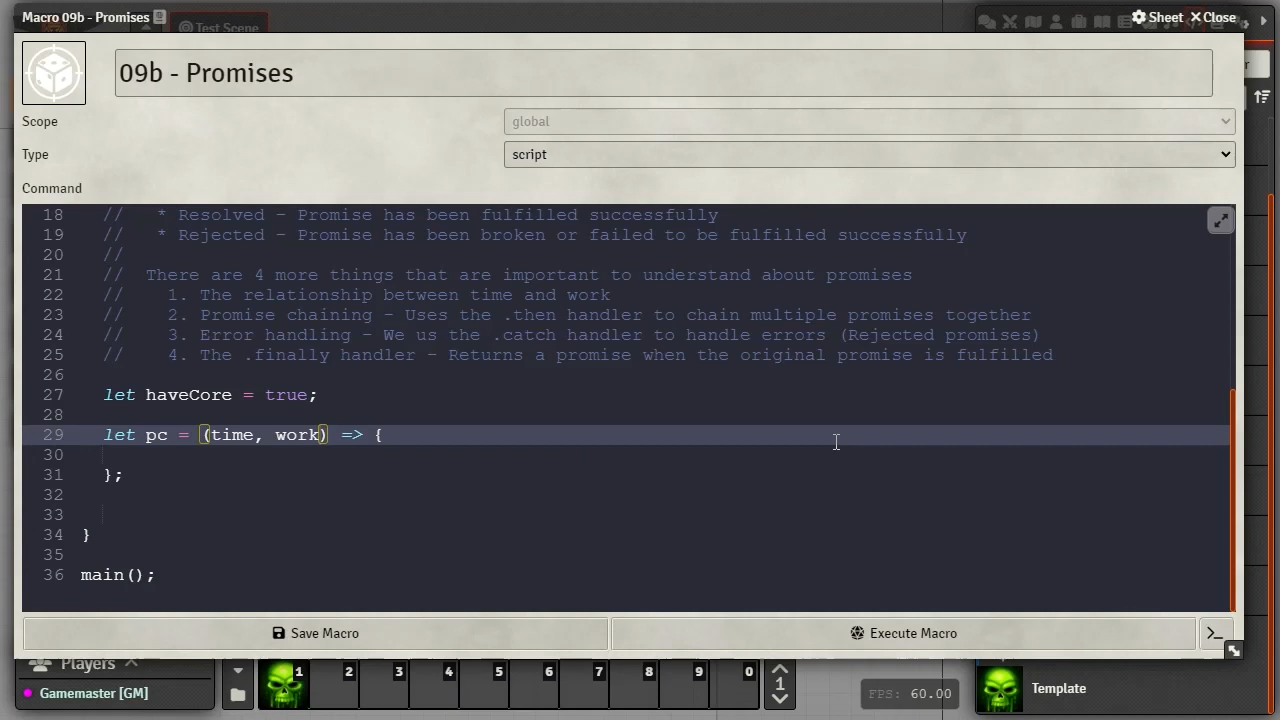 Macro 09b - Promises
Sheet
Close
Test Scene
09b - Promises
Scope
global
Type
script
Command
18 //   * Resolved - Promise has been fulfilled successfully
19 //   * Rejected - Promise has been broken or failed to be fulfilled successfully
20 //
21 //  There are 4 more things that are important to understand about promises
22 //    1. The relationship between time and work
23 //    2. Promise chaining - Uses the .then handler to chain multiple promises together
24 //    3. Error handling - We us the .catch handler to handle errors (Rejected promises)
25 //    4. The .finally handler - Returns a promise when the original promise is fulfilled
26
27 let haveCore = true;
28
29 let pc = (time, work) => {
30
31 };
32
33
34 }
35
36 main();
Save Macro
Execute Macro
Players
Gamemaster [GM]
1 2 3 4 5 6 7 8 9 0
1
FPS: 60.00
Template